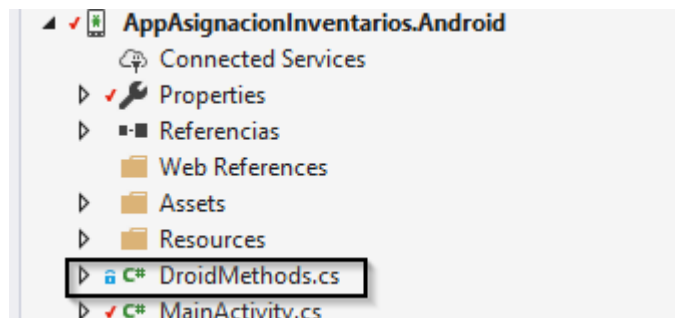 AppAsignacionInventarios.Android
Connected Services
Properties
Referencias
Web References
Assets
Resources
C# DroidMethods.cs
C# MainActivity.cs